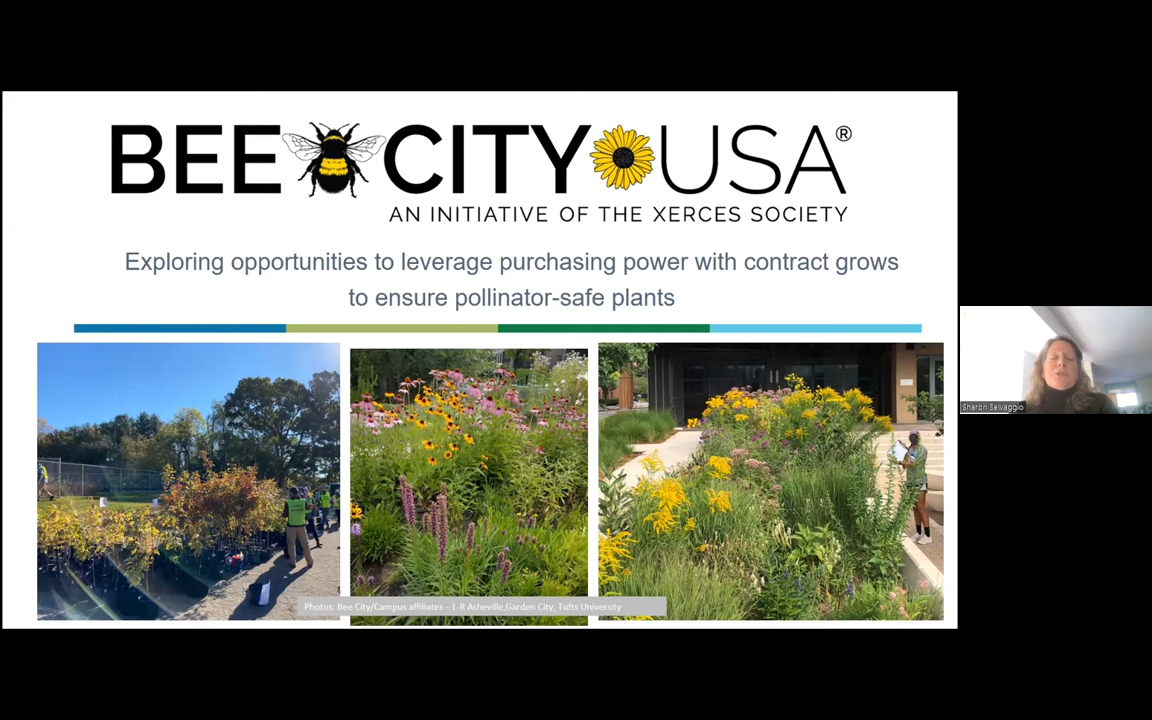 BEE CITY USA®
AN INITIATIVE OF THE XERCES SOCIETY
Exploring opportunities to leverage purchasing power with contract grows
to ensure pollinator-safe plants
Photos: Bee City/Campus affiliates – L-R Asheville,Garden City, Tufts University
Sharon Selvaggio